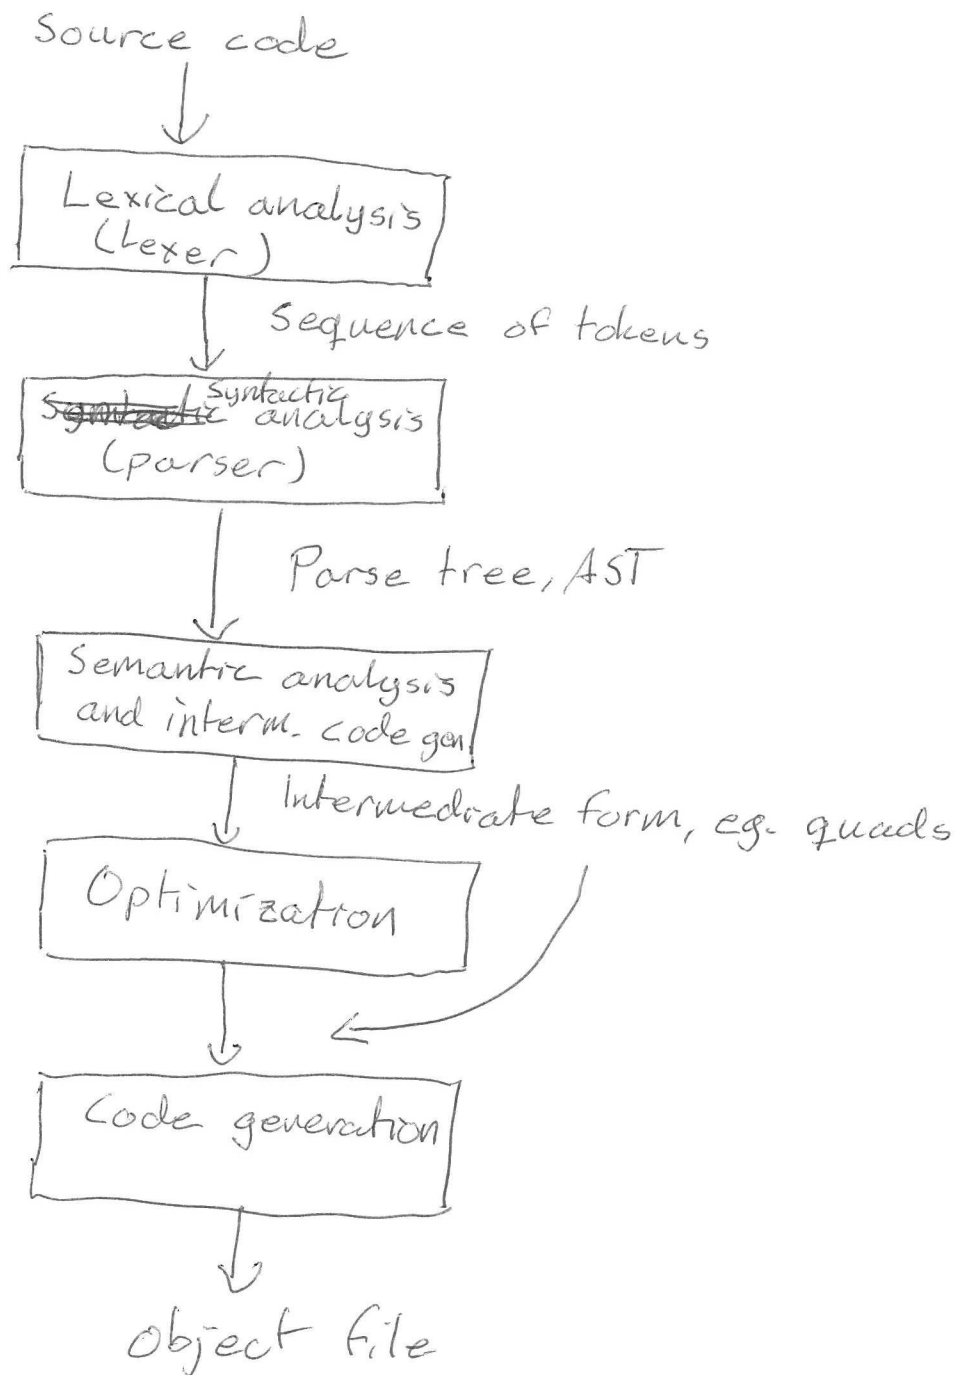 Source code
Lexical analysis
(Lexer)
Sequence of tokens
Syntactic
analysis
(parser)
Parse tree, AST
Semantic analysis
and interm. code gen.
Intermediate form, eg. quads
Optimization
Code generation
Object file